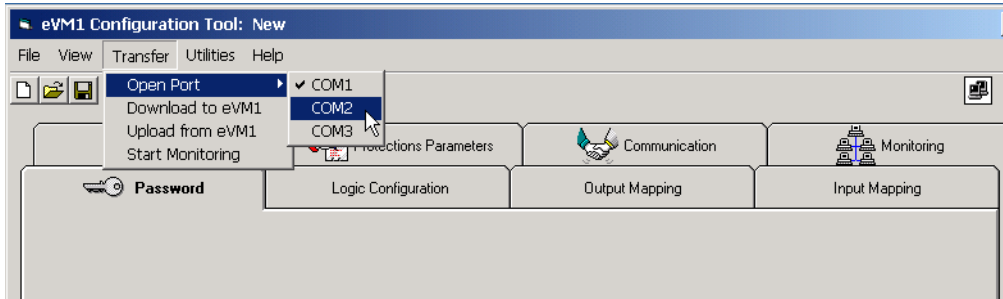 eVM1 Configuration Tool: New
File View Transfer Utilities Help
Open Port COM1
Download to eVM1 COM2
Upload from eVM1 COM3
Start Monitoring
Parameters Communication Monitoring
Password Logic Configuration Output Mapping Input Mapping